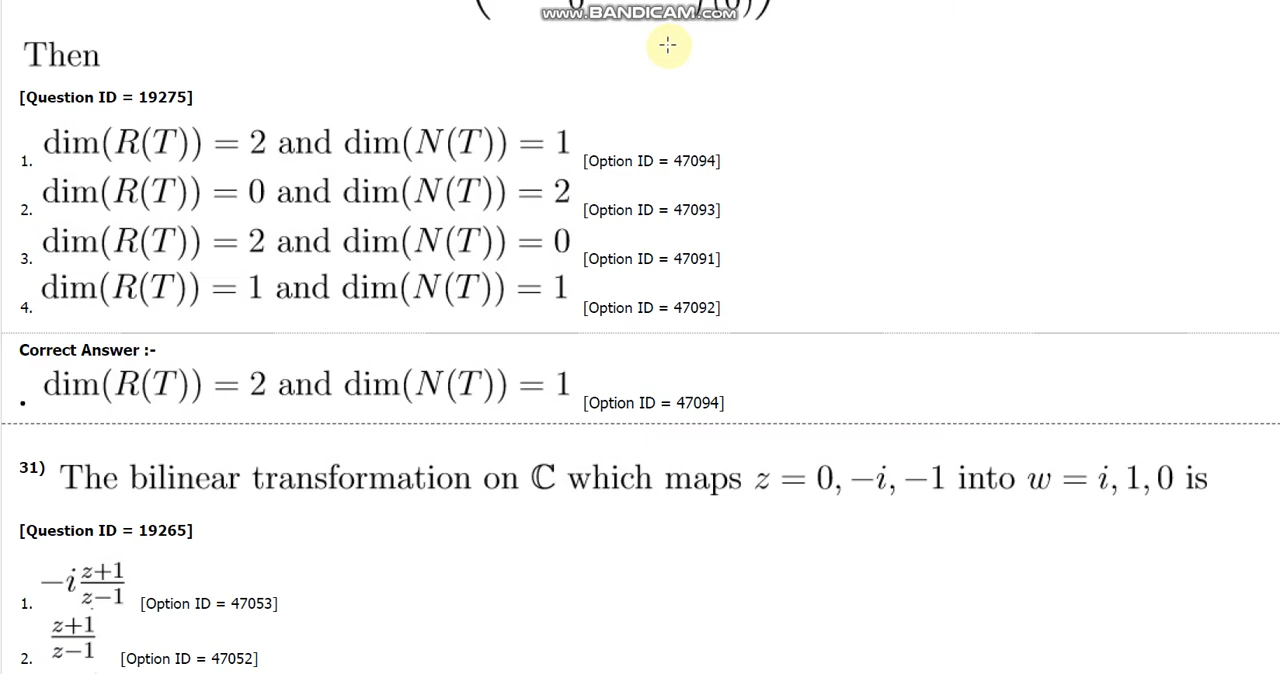 www.BANDICAM.com
Then
[Question ID = 19275]
1. dim(R(T)) = 2 and dim(N(T)) = 1 [Option ID = 47094]
2. dim(R(T)) = 0 and dim(N(T)) = 2 [Option ID = 47093]
3. dim(R(T)) = 2 and dim(N(T)) = 0 [Option ID = 47091]
4. dim(R(T)) = 1 and dim(N(T)) = 1 [Option ID = 47092]
Correct Answer :-
• dim(R(T)) = 2 and dim(N(T)) = 1 [Option ID = 47094]
31) The bilinear transformation on ℂ which maps z = 0, −i, −1 into w = i, 1, 0 is
[Question ID = 19265]
1. −i z+1/z−1 [Option ID = 47053]
2. z+1/z−1 [Option ID = 47052]